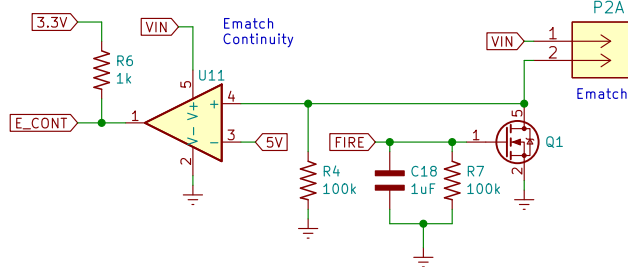 P2A
3.3V
VIN
Ematch
Continuity
VIN
1
2
R6
1k
5
U11
V+
4
+
Ematch
E_CONT
1
5
V-
-
3
5V
FIRE
1
Q1
2
R4
100k
C18
1uF
R7
100k
2